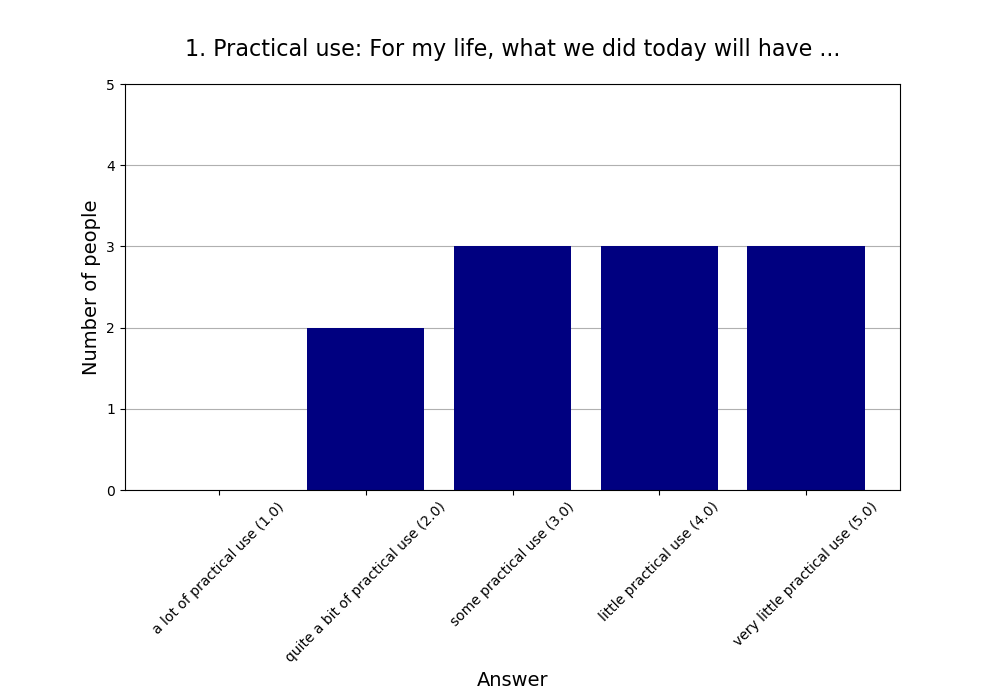 1. Practical use: For my life, what we did today will have ...
5
4
3
2
1
0
Number of people
a lot of practical use (1.0)
quite a bit of practical use (2.0)
some practical use (3.0)
little practical use (4.0)
very little practical use (5.0)
Answer